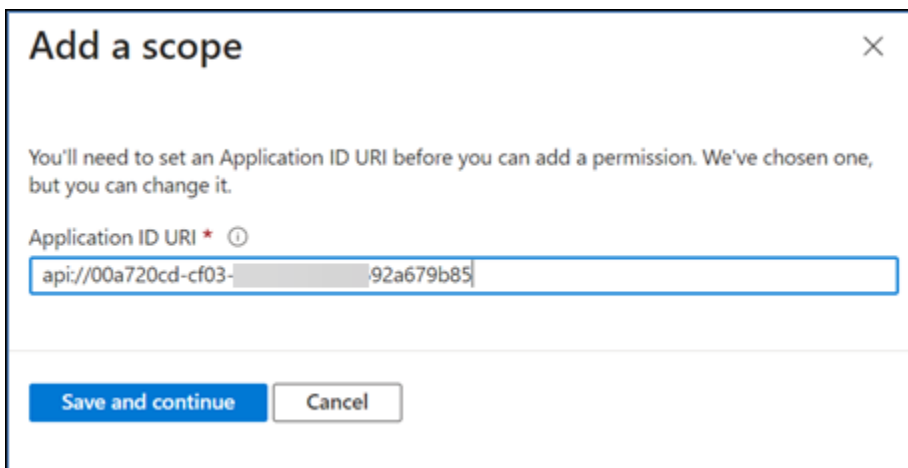 Add a scope
You'll need to set an Application ID URI before you can add a permission. We've chosen one,
but you can change it.
Application ID URI *
api://00a720cd-cf03- 92a679b85
Save and continue
Cancel